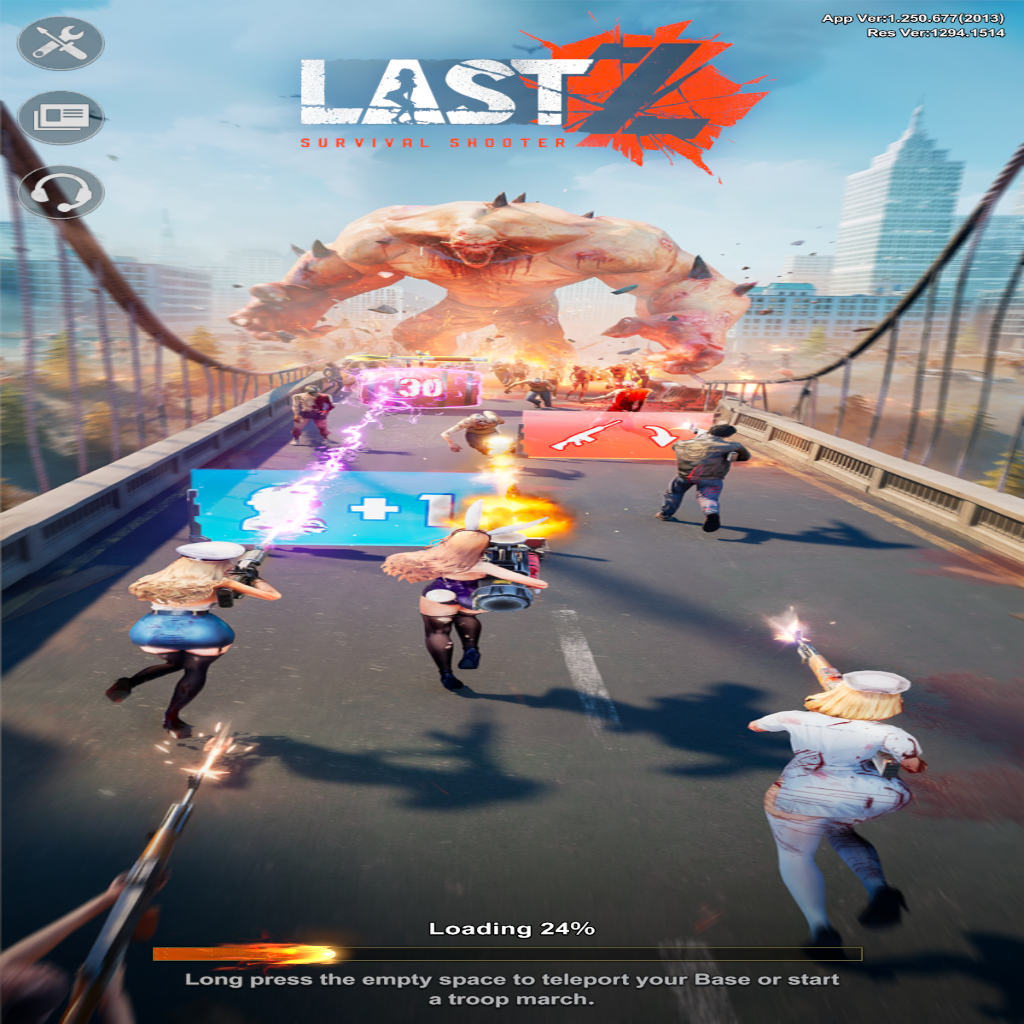 App Ver:1.250.677(2013)
Res Ver:1294.1514
LAST Z
SURVIVAL SHOOTER
30
+1
Loading 24%
Long press the empty space to teleport your Base or start
a troop march.